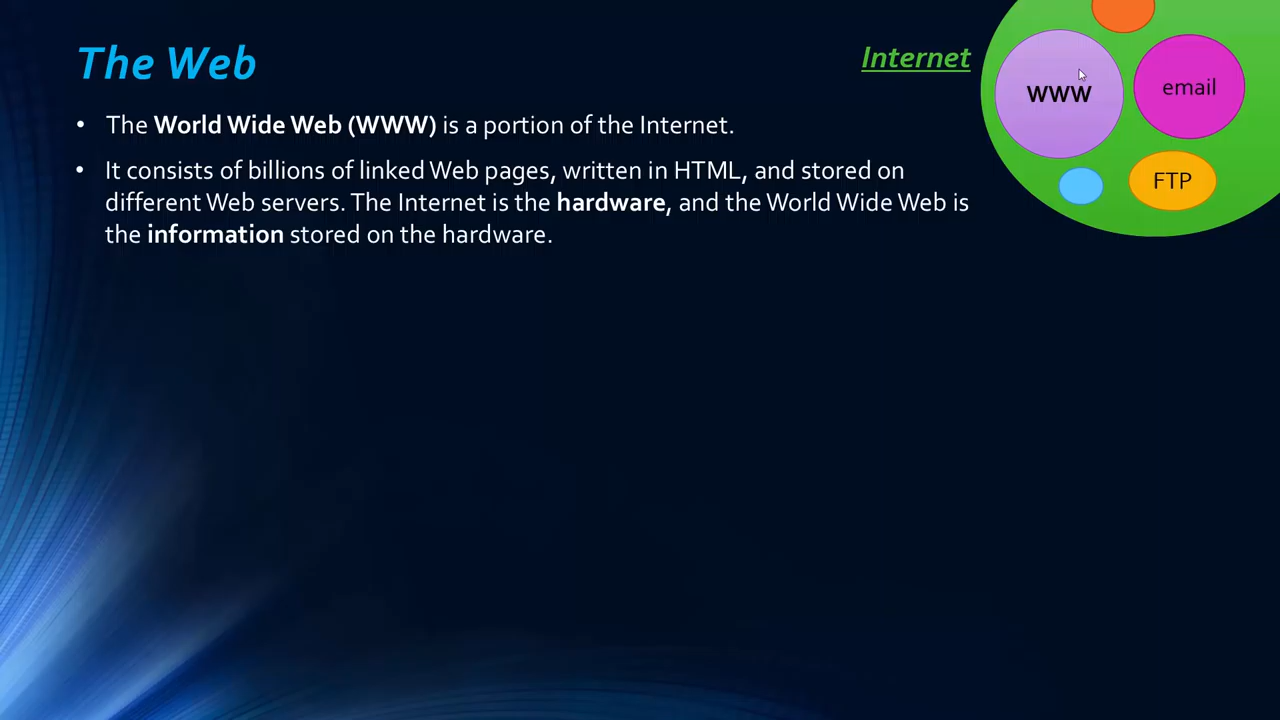 The Web
Internet
www
email
FTP
• The World Wide Web (WWW) is a portion of the Internet.
• It consists of billions of linked Web pages, written in HTML, and stored on
different Web servers. The Internet is the hardware, and the World Wide Web is
the information stored on the hardware.